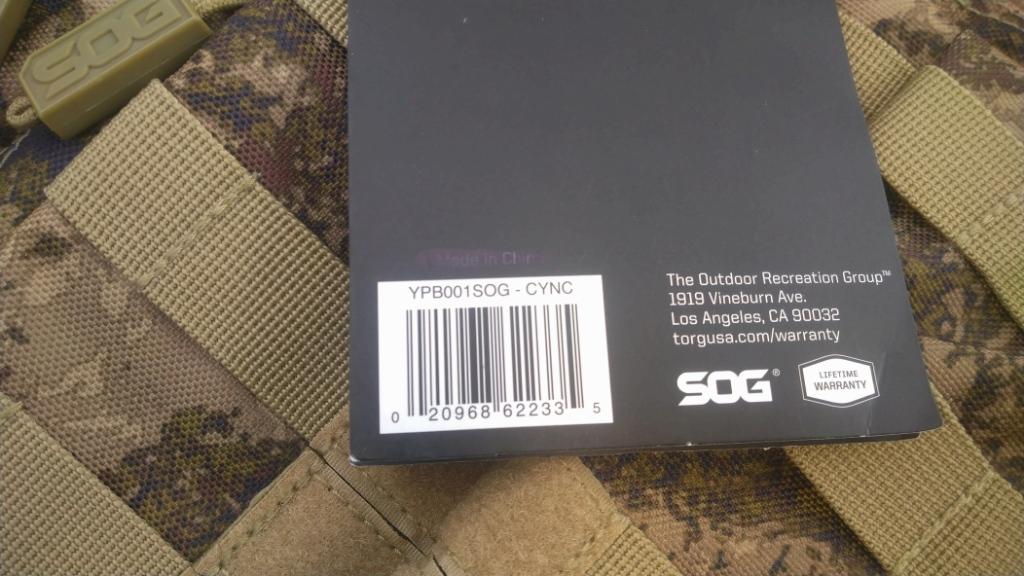 SOG
Made in Chin
YPB001SOG - CYNC
0 20968 62233 5
The Outdoor Recreation Group™
1919 Vineburn Ave.
Los Angeles, CA 90032
torgusa.com/warranty
SOG®
LIFETIME
WARRANTY